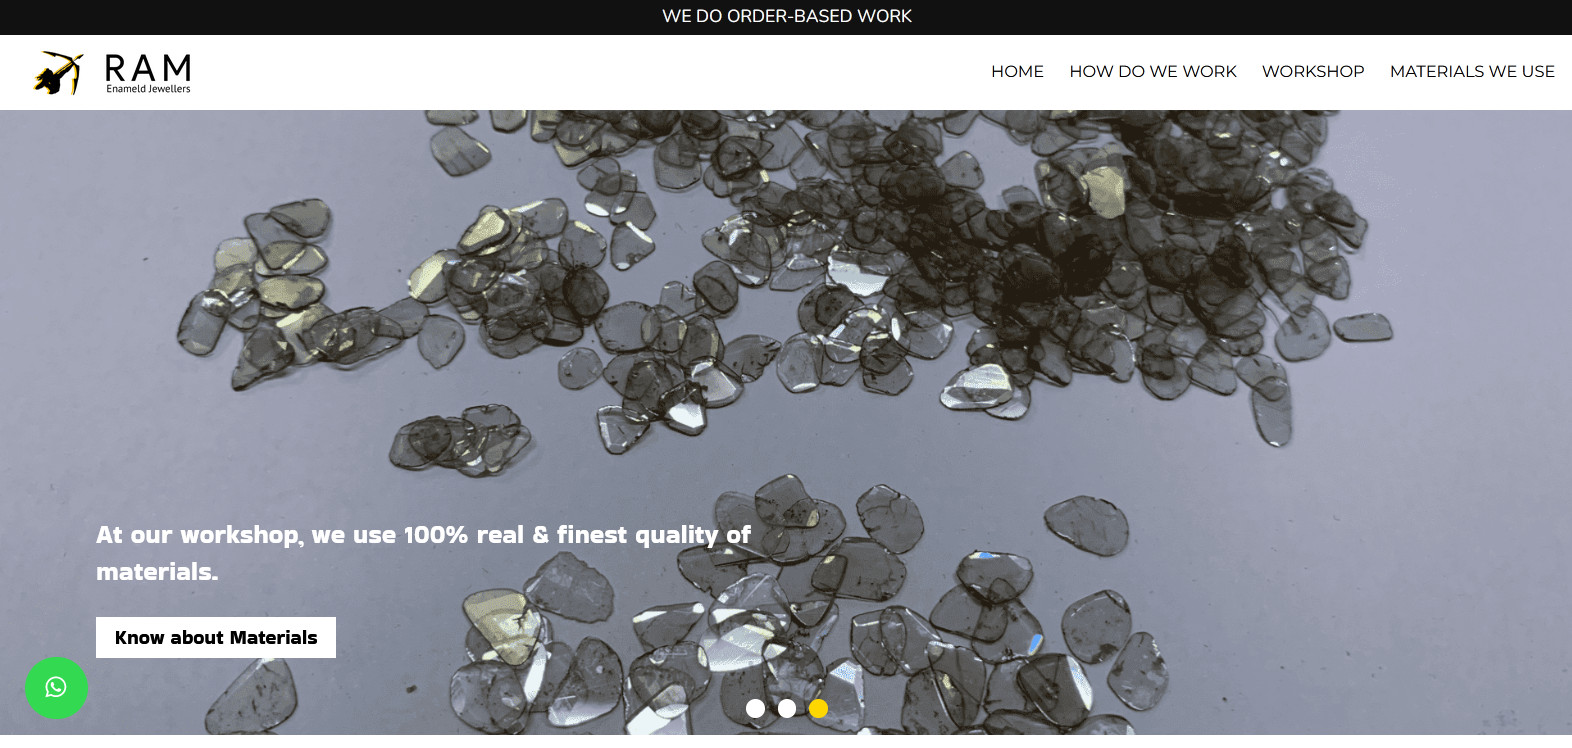 WE DO ORDER-BASED WORK
RAM
Enameld Jewellers
HOME HOW DO WE WORK WORKSHOP MATERIALS WE USE
At our workshop, we use 100% real & finest quality of
materials.
Know about Materials